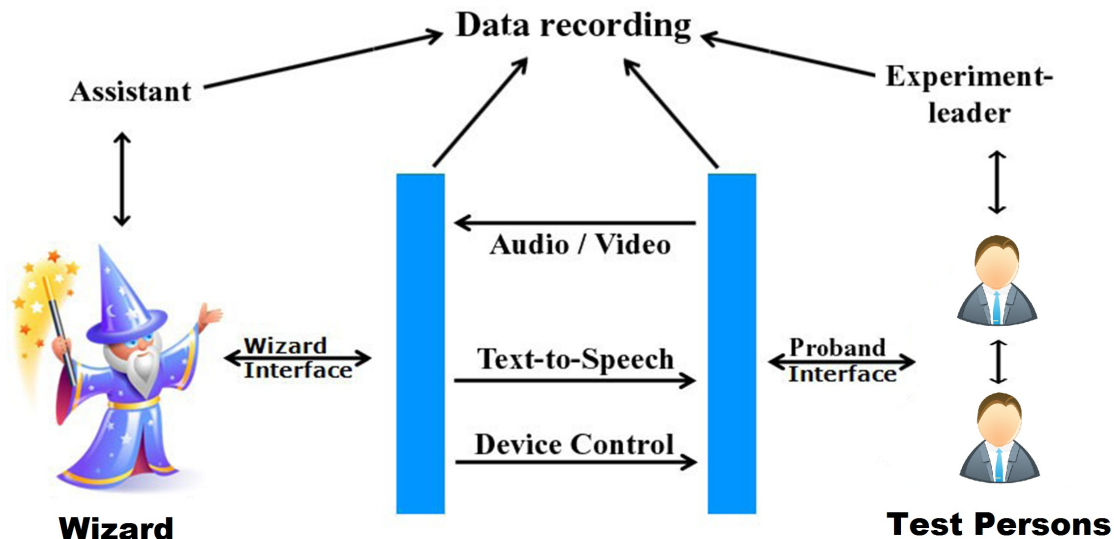 Data recording
Assistant
Experiment-
leader
Audio / Video
Wizard
Interface
Text-to-Speech
Proband
Interface
Device Control
Wizard
Test Persons